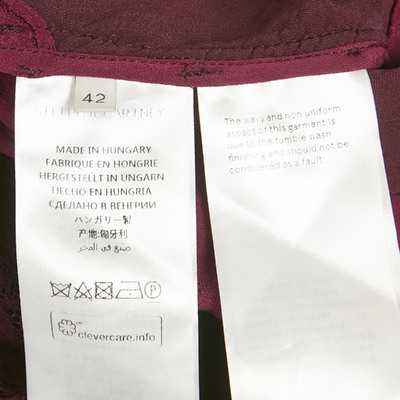 42
STELLA McCARTNEY
MADE IN HUNGARY
FABRIQUE EN HONGRIE
HERGESTELLT IN UNGARN
HECHO EN HUNGRIA
СДЕЛАНО В ВЕНГРИИ
ハンガリー製
产地:匈牙利
صنع في المجر
P
clevercare.info
The wavy and non uniform
aspect of this garment is
due to the tumble wash
finishing and should not be
considered as a fault.